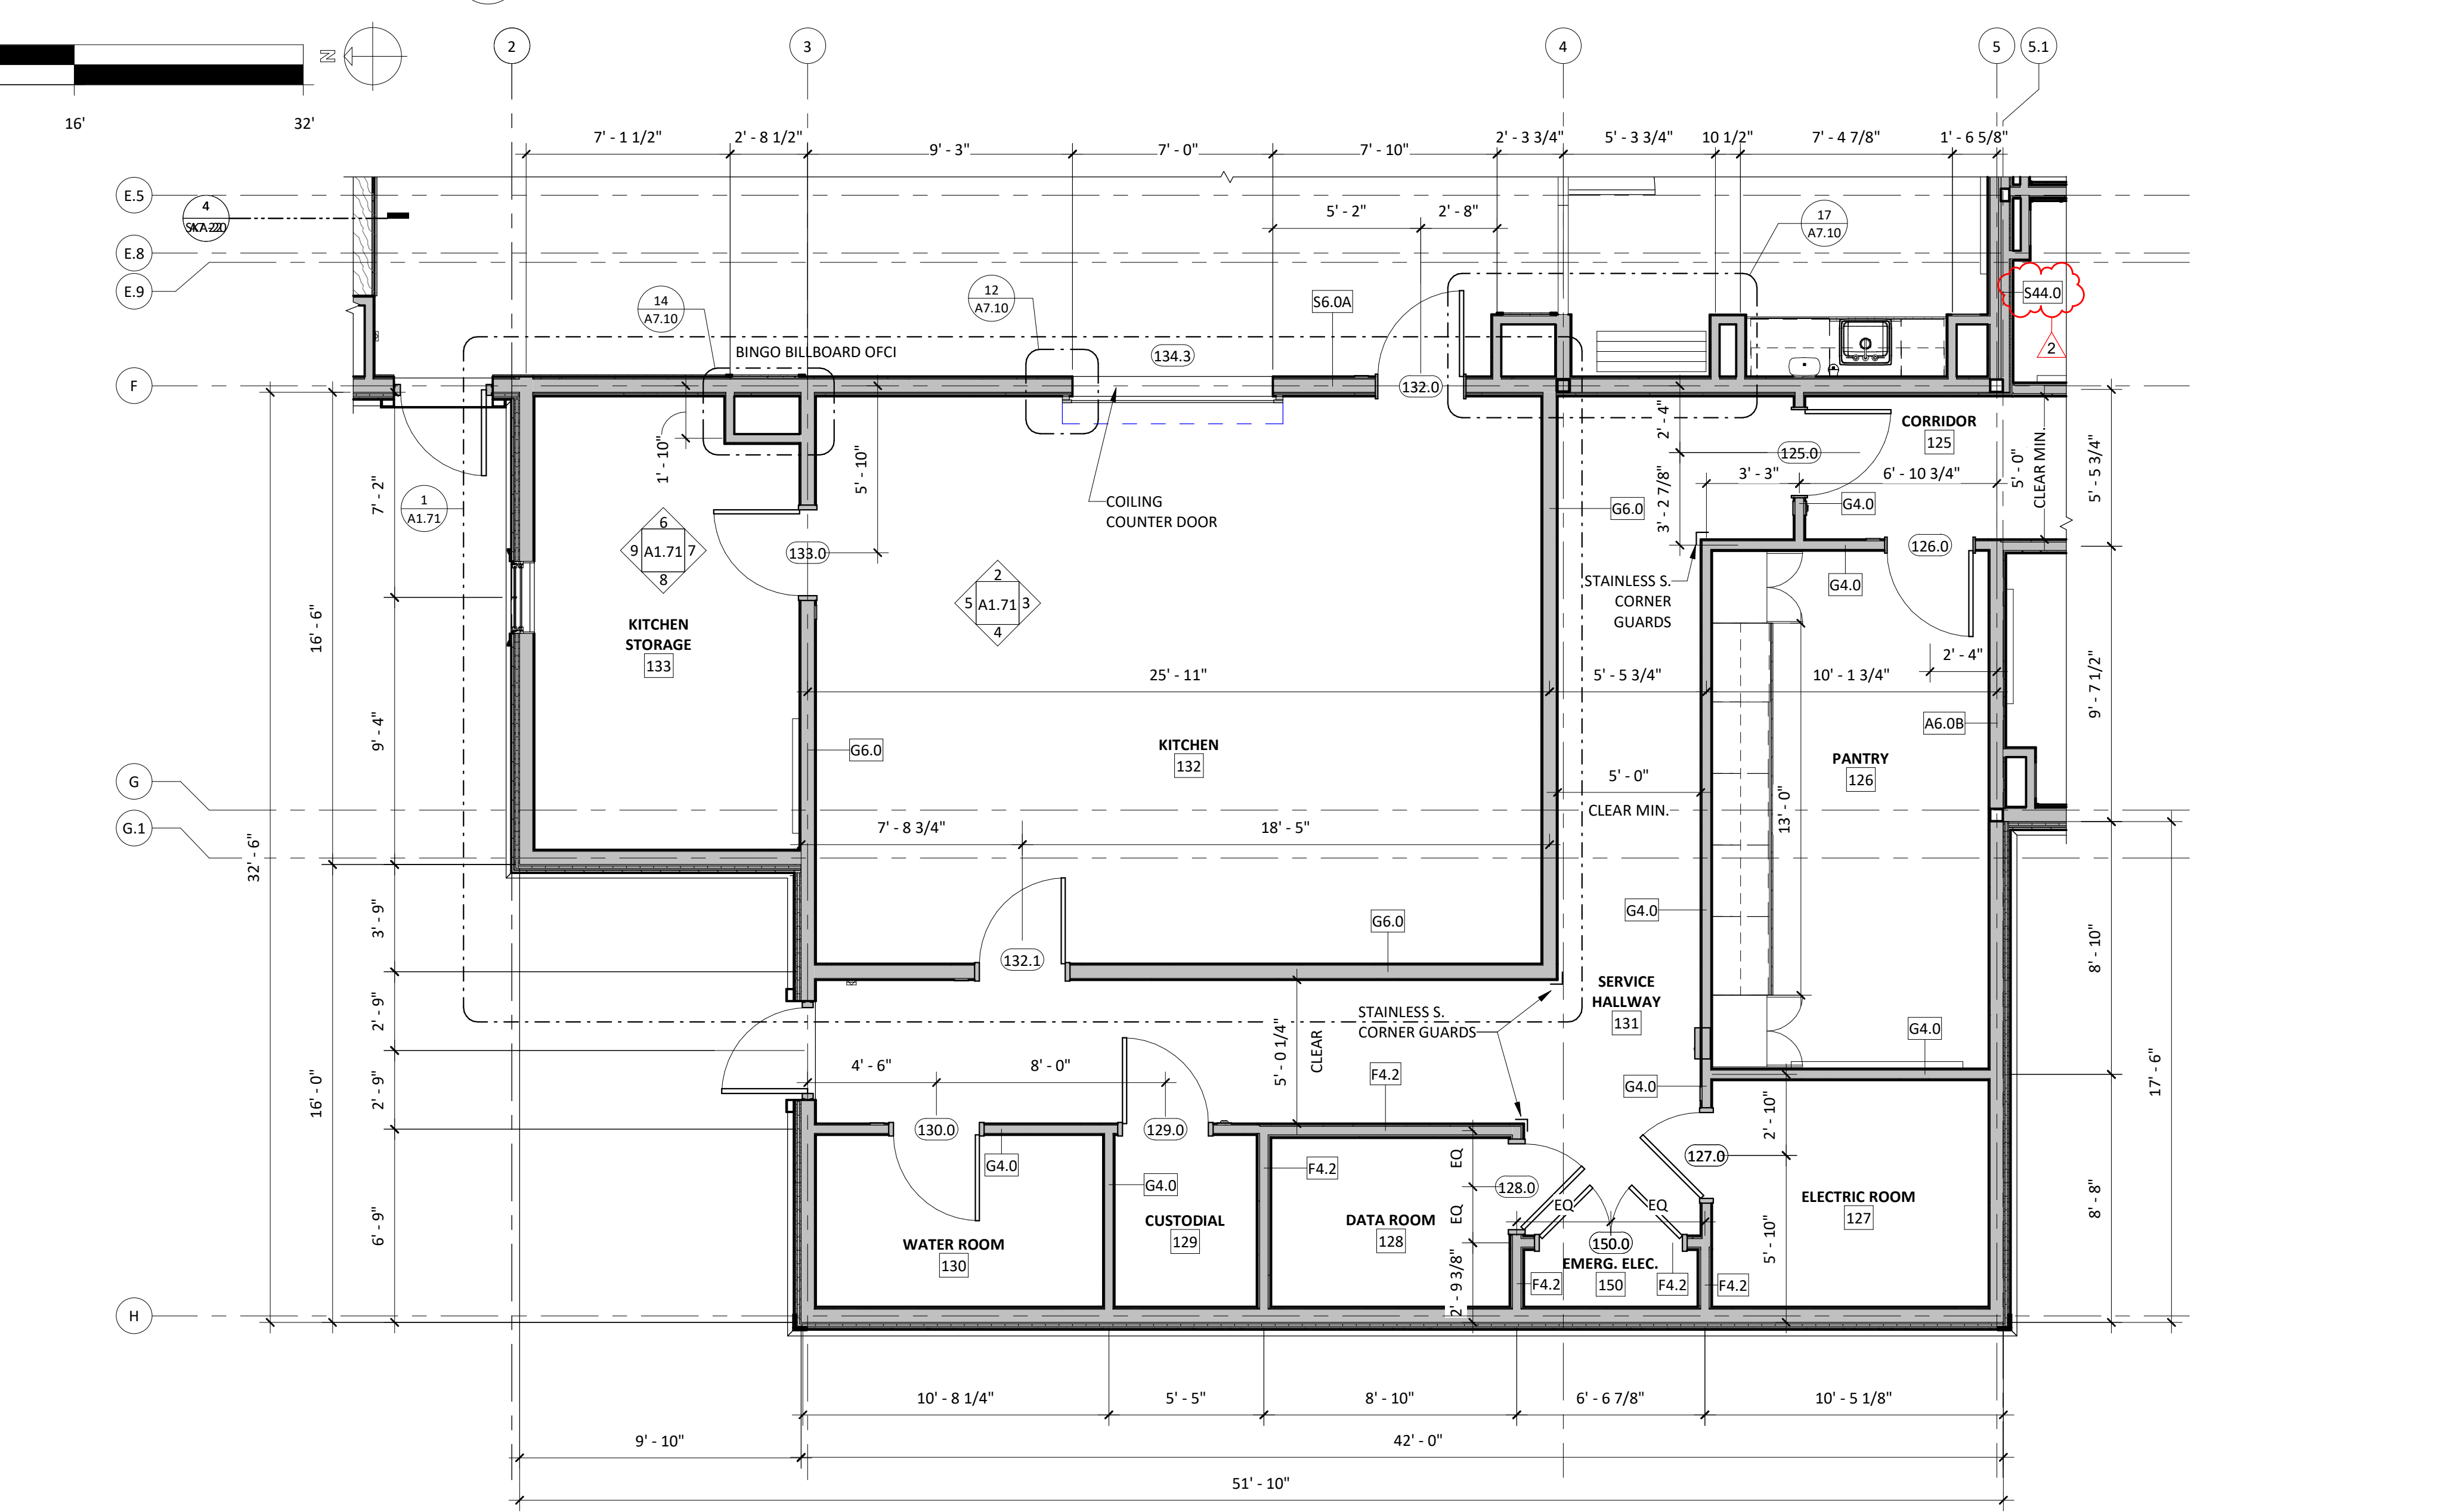 2
3
4
5
5.1
N
16'
32'
7' - 1 1/2"
2' - 8 1/2"
9' - 3"
7' - 0"
7' - 10"
2' - 3 3/4"
5' - 3 3/4"
10 1/2"
7' - 4 7/8"
1' - 6 5/8"
E.5
4
5' - 2"
2' - 8"
17
A7.10
E.8
E.9
14
A7.10
12
A7.10
S6.0A
S44.0
2
BINGO BILLBOARD OFCI
134.3
F
132.0
CORRIDOR
125
1' - 10"
5' - 10"
2' - 4"
125.0
5' - 0"
CLEAR MIN.
5' - 5 3/4"
7' - 2"
1
A1.71
COILING
COUNTER DOOR
G6.0
3' - 2 7/8"
3' - 3"
6' - 10 3/4"
G4.0
6
9 A1.71 7
8
133.0
126.0
2
5 A1.71 3
4
STAINLESS S.
CORNER
GUARDS
G4.0
16' - 6"
KITCHEN
STORAGE
133
25' - 11"
5' - 5 3/4"
10' - 1 3/4"
2' - 4"
9' - 7 1/2"
9' - 4"
G6.0
KITCHEN
132
A6.0B
PANTRY
126
G
5' - 0"
CLEAR MIN.
13' - 0"
G.1
7' - 8 3/4"
18' - 5"
32' - 6"
3' - 9"
G6.0
G4.0
8' - 10"
132.1
SERVICE
HALLWAY
131
2' - 9"
STAINLESS S.
CORNER GUARDS
G4.0
4' - 6"
8' - 0"
5' - 0 1/4"
CLEAR
F4.2
G4.0
17' - 6"
16' - 0"
2' - 9"
130.0
129.0
2' - 10"
G4.0
F4.2
EQ
127.0
G4.0
128.0
EQ
EQ
EQ
6' - 9"
WATER ROOM
130
CUSTODIAL
129
DATA ROOM
128
150.0
EMERG. ELEC.
150
ELECTRIC ROOM
127
8' - 8"
5' - 10"
2' - 9 3/8"
F4.2
F4.2
F4.2
H
10' - 8 1/4"
5' - 5"
8' - 10"
6' - 6 7/8"
10' - 5 1/8"
9' - 10"
42' - 0"
51' - 10"